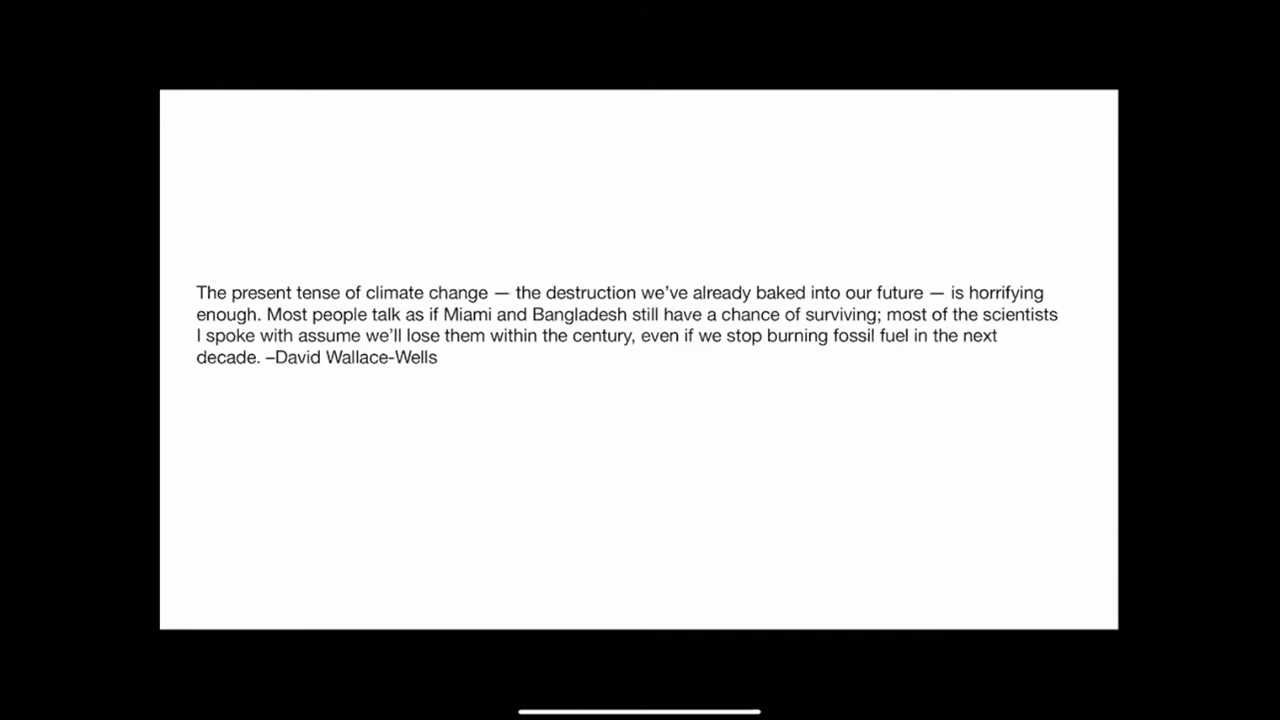 The present tense of climate change — the destruction we’ve already baked into our future — is horrifying
enough. Most people talk as if Miami and Bangladesh still have a chance of surviving; most of the scientists
I spoke with assume we’ll lose them within the century, even if we stop burning fossil fuel in the next
decade. –David Wallace-Wells